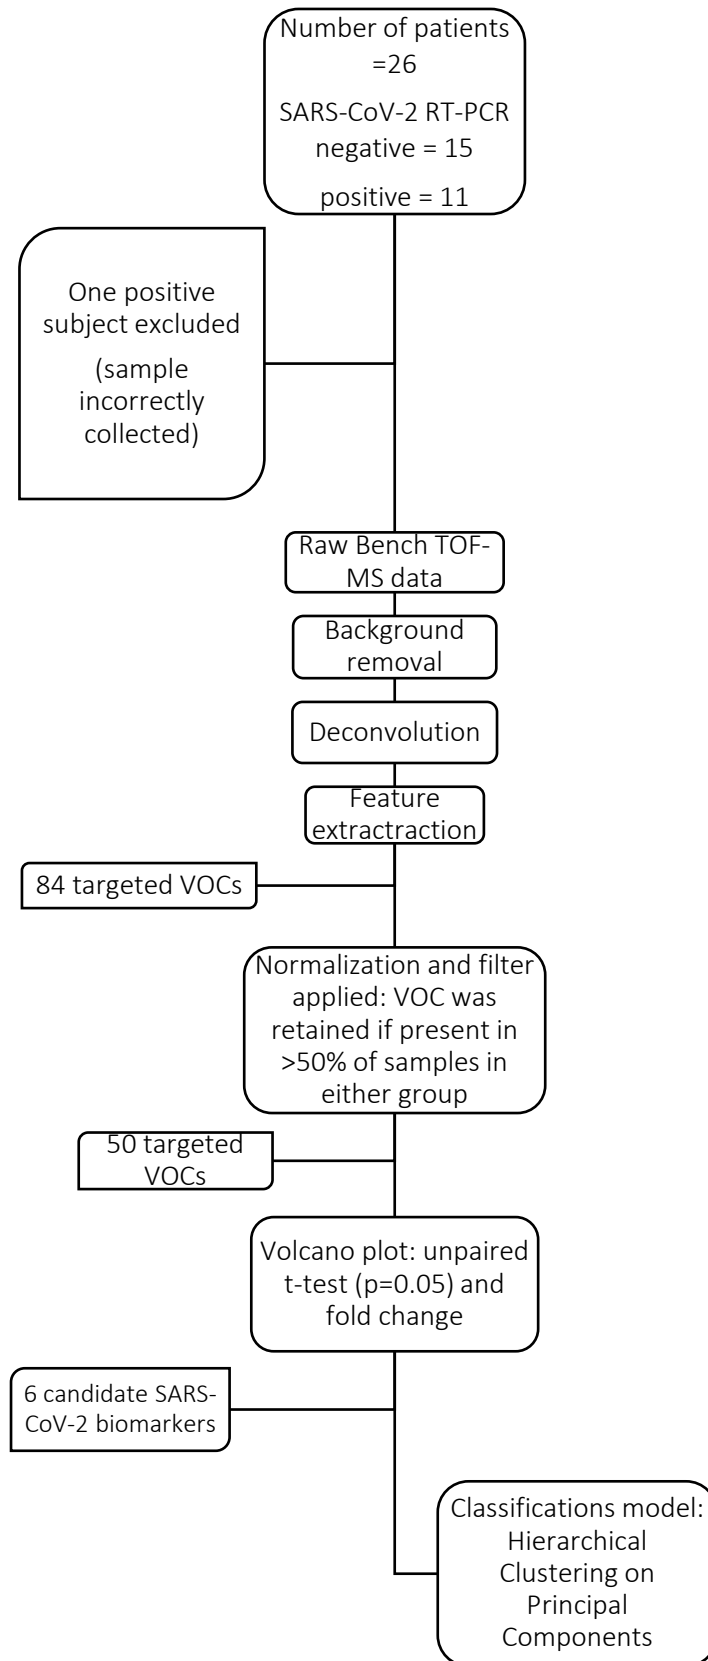 Number of patients
=26
SARS-CoV-2 RT-PCR
negative = 15
positive = 11
One positive
subject excluded
(sample
incorrectly
collected)
Raw Bench TOF-
MS data
Background
removal
Deconvolution
Feature
extractraction
84 targeted VOCs
Normalization and filter
applied: VOC was
retained if present in
>50% of samples in
either group
50 targeted
VOCs
Volcano plot: unpaired
t-test (p=0.05) and
fold change
6 candidate SARS-
CoV-2 biomarkers
Classifications model:
Hierarchical
Clustering on
Principal
Components